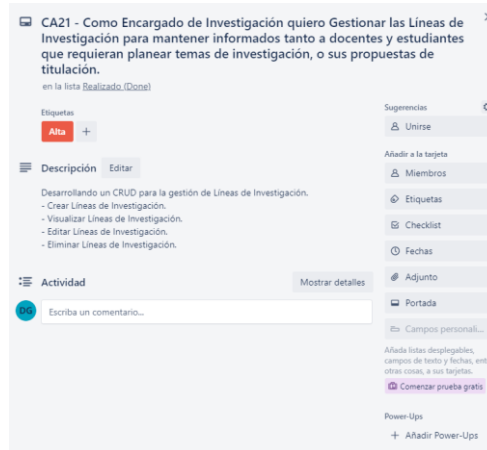 CA21 - Como Encargado de Investigación quiero Gestionar
las Líneas de
Investigación para mantener informados tanto a docentes y estudiantes
que requieran planear temas de investigación, o sus propuestas de
titulación.
en la lista Realizado (Done)
Etiquetas
Alta
+
Descripción
Editar
Desarrollando un CRUD para la gestión de Líneas de Investigación.
- Crear Líneas de Investigación.
- Visualizar Líneas de Investigación.
- Editar Líneas de Investigación.
- Eliminar Líneas de Investigación.
Actividad
Mostrar detalles
DG
Escriba un comentario...
Sugerencias
Unirse
Añadir a la tarjeta
Miembros
Etiquetas
Checklist
Fechas
Adjunto
Portada
Campos personali...
Añada listas desplegables,
campos de texto y fechas, ent
otras cosas, a sus tarjetas.
Comenzar prueba gratis
Power-Ups
+ Añadir Power-Ups